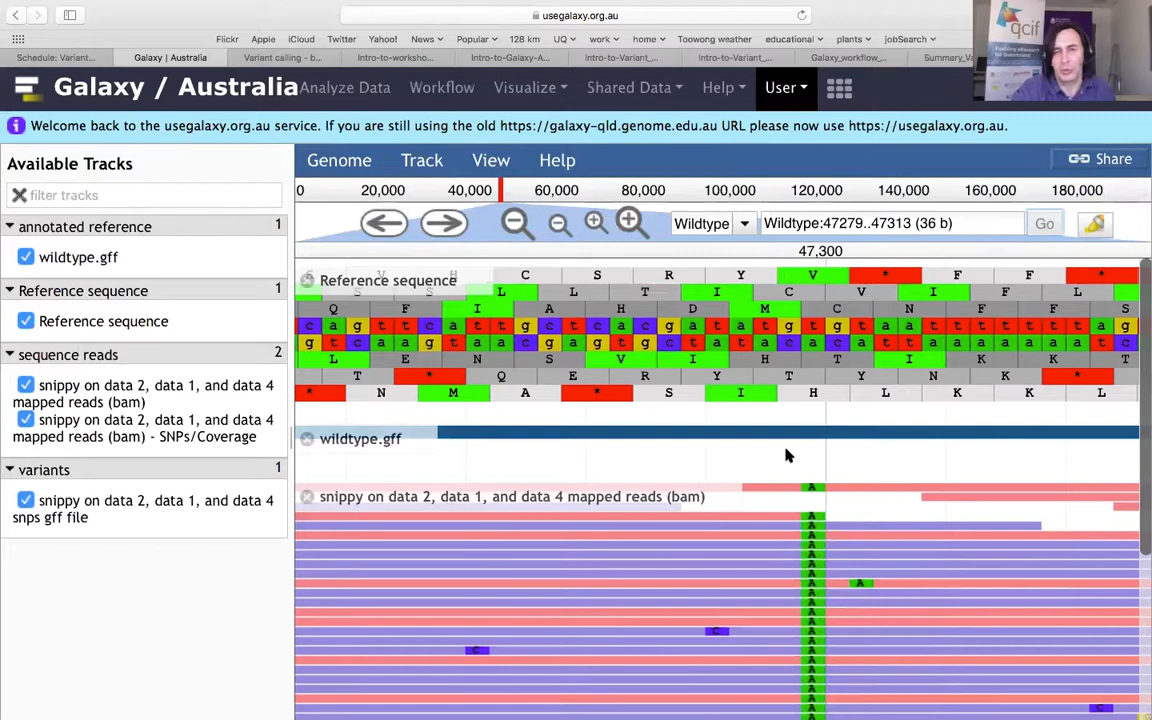 usegalaxy.org.au
Flickr Apple iCloud Twitter Yahoo! News Popular 128 km UQ work home Toowong weather educational plants jobSearch
Schedule: Variant... Galaxy | Australia Variant calling - b... Intro-to-worksho... Intro-to-Galaxy-A... Intro-to-Variant_... Intro-to-Variant_... Galaxy_workflow_... Summary_Va
qcif
Galaxy / Australia Analyze Data Workflow Visualize Shared Data Help User
Welcome back to the usegalaxy.org.au service. If you are still using the old https://galaxy-qld.genome.edu.au URL please now use https://usegalaxy.org.au.
Available Tracks
filter tracks
annotated reference 1
wildtype.gff
Reference sequence 1
Reference sequence
sequence reads 2
snippy on data 2, data 1, and data 4
mapped reads (bam)
snippy on data 2, data 1, and data 4
mapped reads (bam) - SNPs/Coverage
variants 1
snippy on data 2, data 1, and data 4
snps gff file
Genome Track View Help Share
0 20,000 40,000 60,000 80,000 100,000 120,000 140,000 160,000 180,000
Wildtype Wildtype:47279..47313 (36 b) Go
47,300
C S R Y V * F F *
Reference sequence
L L T I C V I F L
Q F I A H D M C N F F S
c a g t t c a t t g c t c a c g a t a t g t g t a a t t t t t t t t a g
g t c a a g t a a c g a g t g c t a t a c a c a t t a a a a a a a a t c
L E N S V I H T I K K T
T * Q E R Y T Y N K *
* N M A * S I H L K K L
wildtype.gff
snippy on data 2, data 1, and data 4 mapped reads (bam)
A
A
A
A
A
A
A
A
A A
A
A
A
A
C A
A
C A
A
A
A
A
A
A C